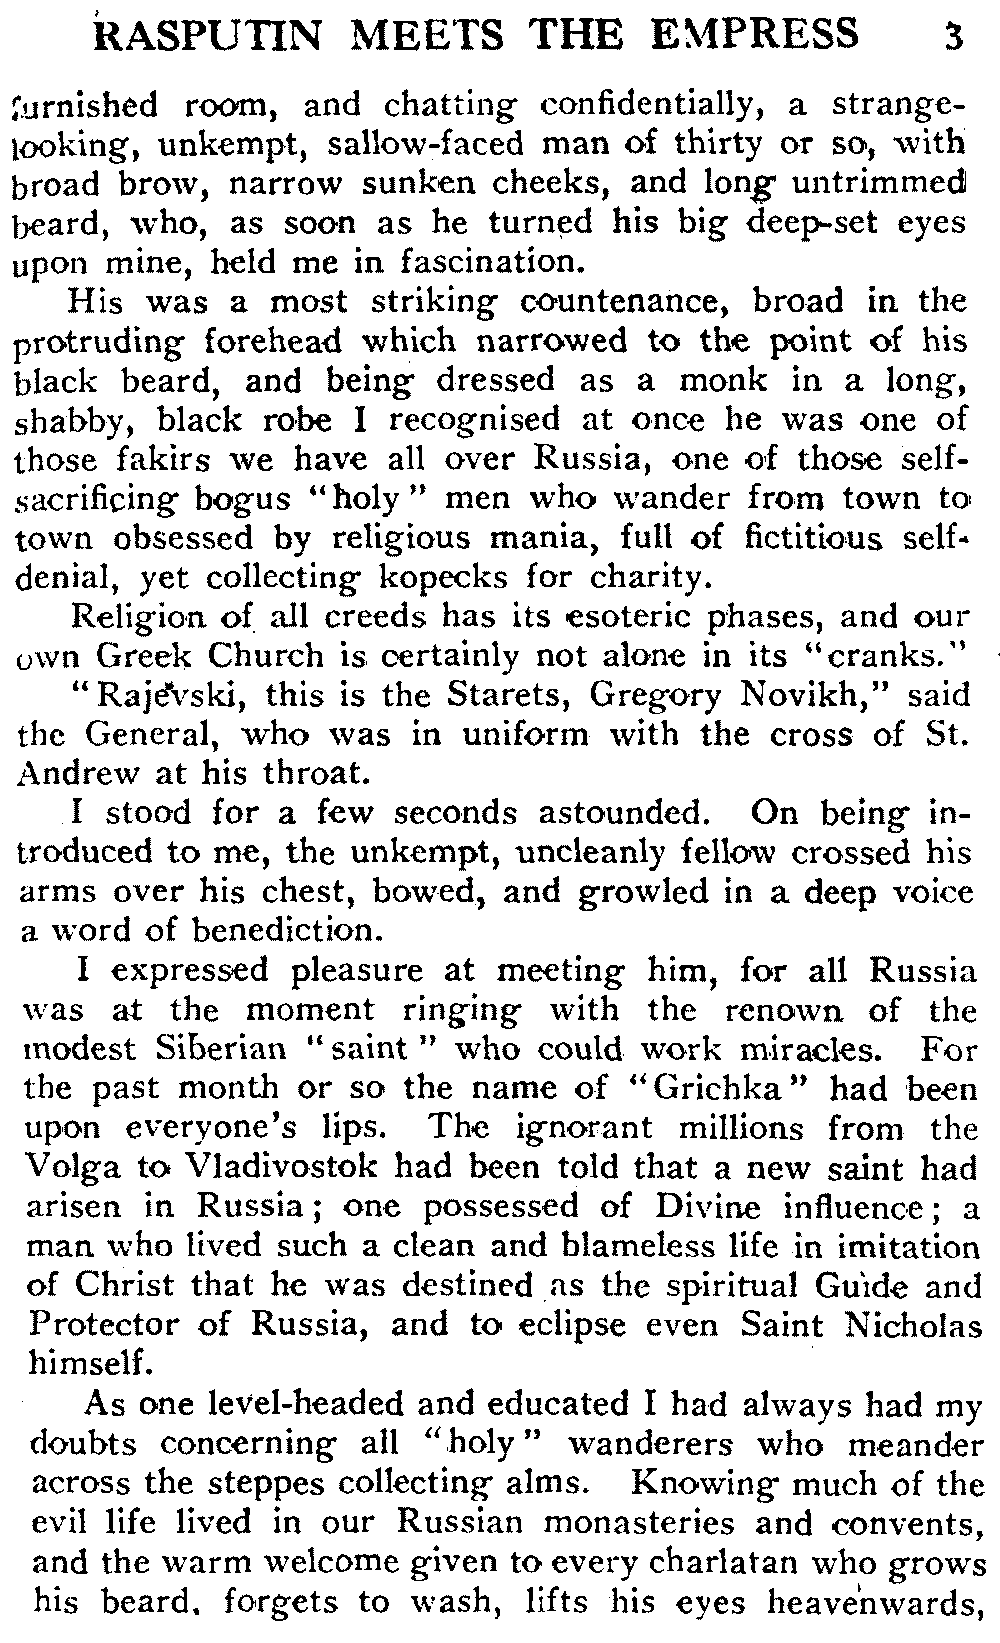 RASPUTIN MEETS THE EMPRESS 3
furnished room, and chatting confidentially, a strange-
looking, unkempt, sallow-faced man of thirty or so, with
broad brow, narrow sunken cheeks, and long untrimmed
beard, who, as soon as he turned his big deep-set eyes
upon mine, held me in fascination.
His was a most striking countenance, broad in the
protruding forehead which narrowed to the point of his
black beard, and being dressed as a monk in a long,
shabby, black robe I recognised at once he was one of
those fakirs we have all over Russia, one of those self-
sacrificing bogus "holy" men who wander from town to
town obsessed by religious mania, full of fictitious self-
denial, yet collecting kopecks for charity.
Religion of all creeds has its esoteric phases, and our
own Greek Church is certainly not alone in its "cranks."
"Rajevski, this is the Starets, Gregory Novikh," said
the General, who was in uniform with the cross of St.
Andrew at his throat.
I stood for a few seconds astounded. On being in-
troduced to me, the unkempt, uncleanly fellow crossed his
arms over his chest, bowed, and growled in a deep voice
a word of benediction.
I expressed pleasure at meeting him, for all Russia
was at the moment ringing with the renown of the
modest Siberian "saint" who could work miracles. For
the past month or so the name of "Grichka" had been
upon everyone's lips. The ignorant millions from the
Volga to Vladivostok had been told that a new saint had
arisen in Russia; one possessed of Divine influence; a
man who lived such a clean and blameless life in imitation
of Christ that he was destined as the spiritual Guide and
Protector of Russia, and to eclipse even Saint Nicholas
himself.
As one level-headed and educated I had always had my
doubts concerning all "holy" wanderers who meander
across the steppes collecting alms. Knowing much of the
evil life lived in our Russian monasteries and convents,
and the warm welcome given to every charlatan who grows
his beard, forgets to wash, lifts his eyes heavenwards,